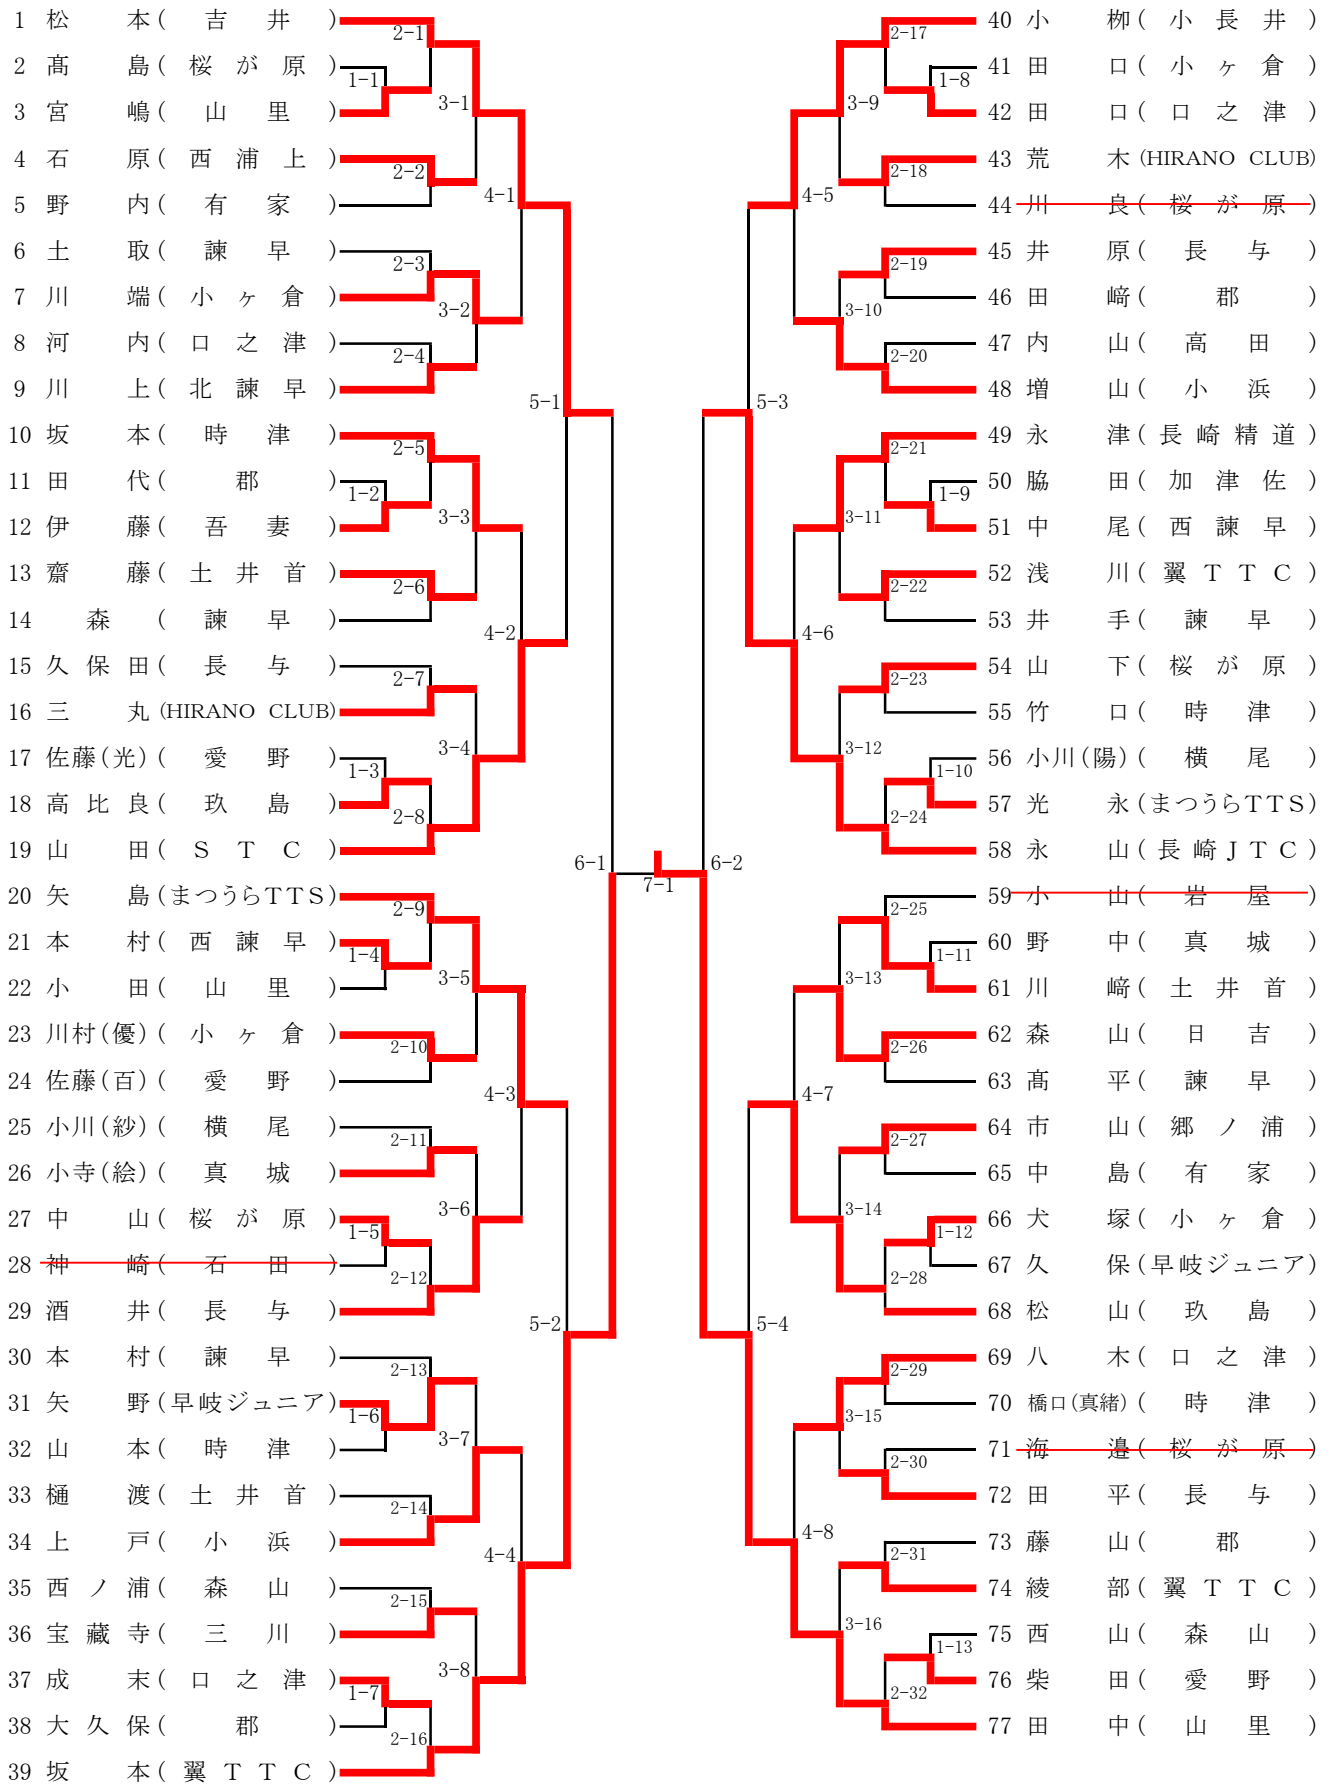 1 松本(吉井)
2 髙島(桜が原)
3 宮嶋(山里)
4 石原(西浦上)
5 野内(有家)
6 土取(諫早)
7 川端(小ヶ倉)
8 河内(口之津)
9 川上(北諫早)
10 坂本(時津)
11 田代(郡)
12 伊藤(吾妻)
13 齋藤(土井首)
14 森(諫早)
15 久保田(長与)
16 三丸(HIRANO CLUB)
17 佐藤(光)(愛野)
18 高比良(玖島)
19 山田(STC)
20 矢島(まつうらTTS)
21 本村(西諫早)
22 小田(山里)
23 川村(優)(小ヶ倉)
24 佐藤(百)(愛野)
25 小川(紗)(横尾)
26 小寺(絵)(真城)
27 中山(桜が原)
28 神崎(石田)
29 酒井(長与)
30 本村(諫早)
31 矢野(早岐ジュニア)
32 山本(時津)
33 樋渡(土井首)
34 上戸(小浜)
35 西ノ浦(森山)
36 宝藏寺(三川)
37 成末(口之津)
38 大久保(郡)
39 坂本(翼TTC)
1-1
1-2
1-3
1-4
1-5
1-6
1-7
2-1
2-2
2-3
2-4
2-5
2-6
2-7
2-8
2-9
2-10
2-11
2-12
2-13
2-14
2-15
2-16
3-1
3-2
3-3
3-4
3-5
3-6
3-7
3-8
4-1
4-2
4-3
4-4
5-1
5-2
6-1
7-1
6-2
5-3
5-4
4-5
4-6
4-7
4-8
3-9
3-10
3-11
3-12
3-13
3-14
3-15
3-16
2-17
2-18
2-19
2-20
2-21
2-22
2-23
2-24
2-25
2-26
2-27
2-28
2-29
2-30
2-31
2-32
1-8
1-9
1-10
1-11
1-12
1-13
40 小栁(小長井)
41 田口(小ヶ倉)
42 田口(口之津)
43 荒木(HIRANO CLUB)
44 川良(桜が原)
45 井原(長与)
46 田﨑(郡)
47 内山(高田)
48 増山(小浜)
49 永津(長崎精道)
50 脇田(加津佐)
51 中尾(西諫早)
52 浅川(翼TTC)
53 井手(諫早)
54 山下(桜が原)
55 竹口(時津)
56 小川(陽)(横尾)
57 光永(まつうらTTS)
58 永山(長崎JTC)
59 小山(岩屋)
60 野中(真城)
61 川﨑(土井首)
62 森山(日吉)
63 髙平(諫早)
64 市山(郷ノ浦)
65 中島(有家)
66 犬塚(小ヶ倉)
67 久保(早岐ジュニア)
68 松山(玖島)
69 八木(口之津)
70 橋口(真緒)(時津)
71 海邉(桜が原)
72 田平(長与)
73 藤山(郡)
74 綾部(翼TTC)
75 西山(森山)
76 柴田(愛野)
77 田中(山里)